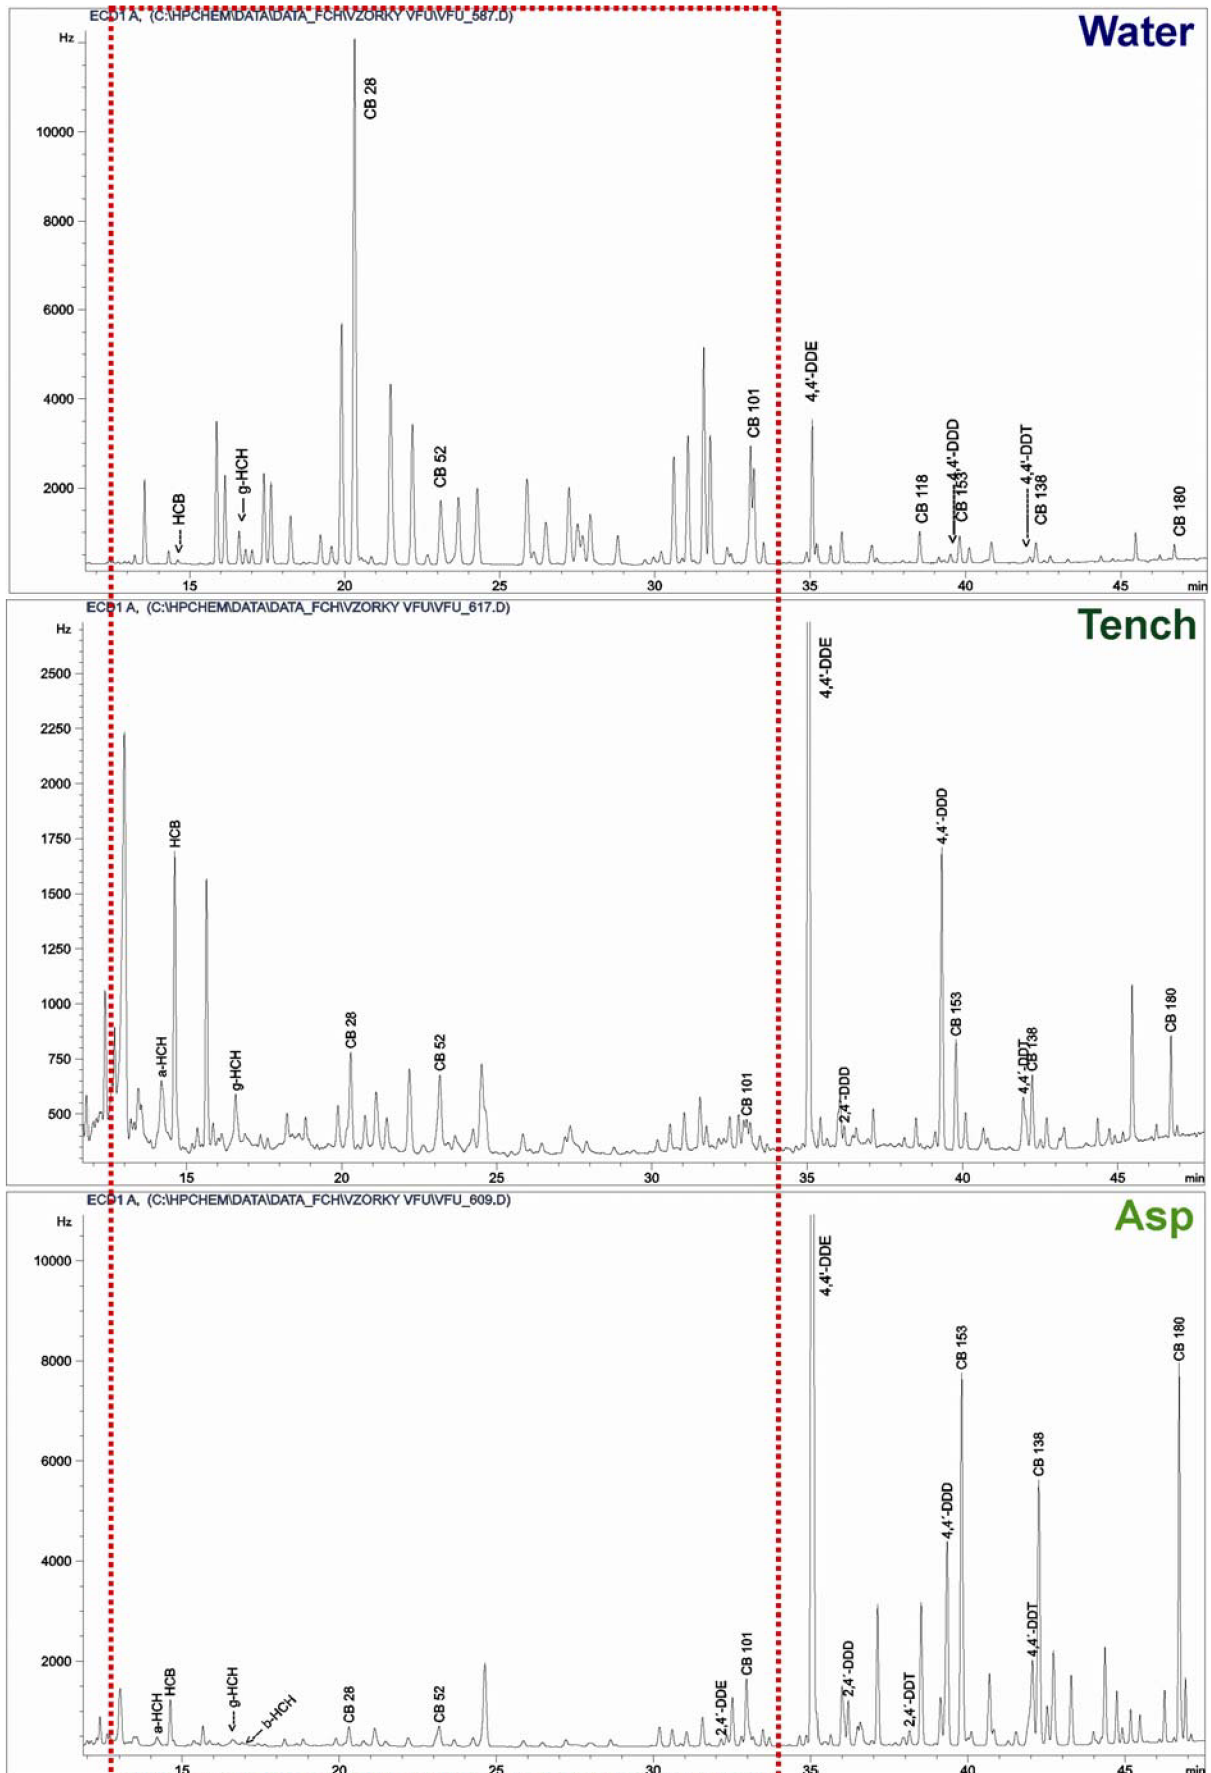 ECD1 A, (C:\HPCHEM\DATA\DATA_FCH\VZORKY VFU\VFU_587.D)
Water
Hz
10000
8000
6000
4000
2000
HCB
g-HCH
CB 28
CB 52
CB 101
4,4'-DDE
CB 118
4,4'-DDD
CB 153
4,4'-DDT
CB 138
CB 180
15
20
25
30
35
40
45
min
ECD1 A, (C:\HPCHEM\DATA\DATA_FCH\VZORKY VFU\VFU_617.D)
Tench
Hz
2500
2250
2000
1750
1500
1250
1000
750
500
a-HCH
HCB
g-HCH
CB 28
CB 52
CB 101
4,4'-DDE
2,4´-DDD
4,4´-DDD
CB 153
4,4´-DDT
CB 138
CB 180
15
20
25
30
35
40
45
min
ECD1 A, (C:\HPCHEM\DATA\DATA_FCH\VZORKY VFU\VFU_609.D)
Asp
Hz
10000
8000
6000
4000
2000
a-HCH
HCB
g-HCH
b-HCH
CB 28
CB 52
2,4´-DDE
CB 101
4,4'-DDE
2,4´-DDD
2,4´-DDT
4,4´-DDD
CB 153
4,4´-DDT
CB 138
CB 180
15
20
25
30
35
40
45
min